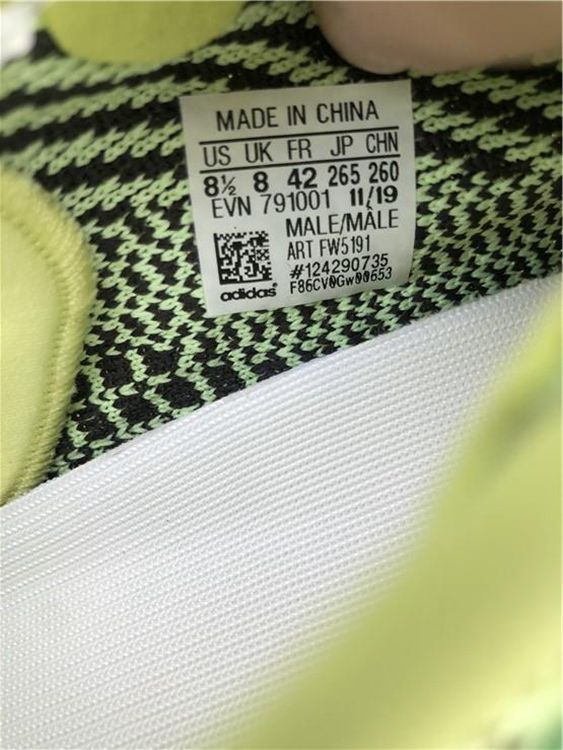 MADE IN CHINA
US UK FR JP CHN
8½ 8 42 265 260
EVN 791001 11/19
MALE/MÂLE
ART FW5191
#124290735
F86CV0Gw00653
adidas®